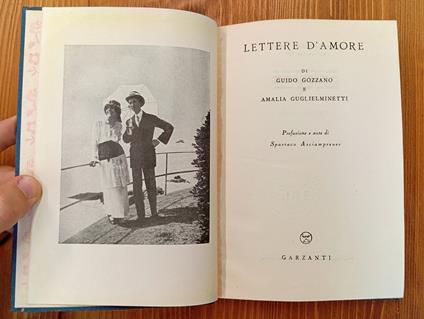 LETTERE D'AMORE
DI
GUIDO GOZZANO
E
AMALIA GUGLIELMINETTI
Prefazione e note di
Spartaco Asciamprener
GARZANTI